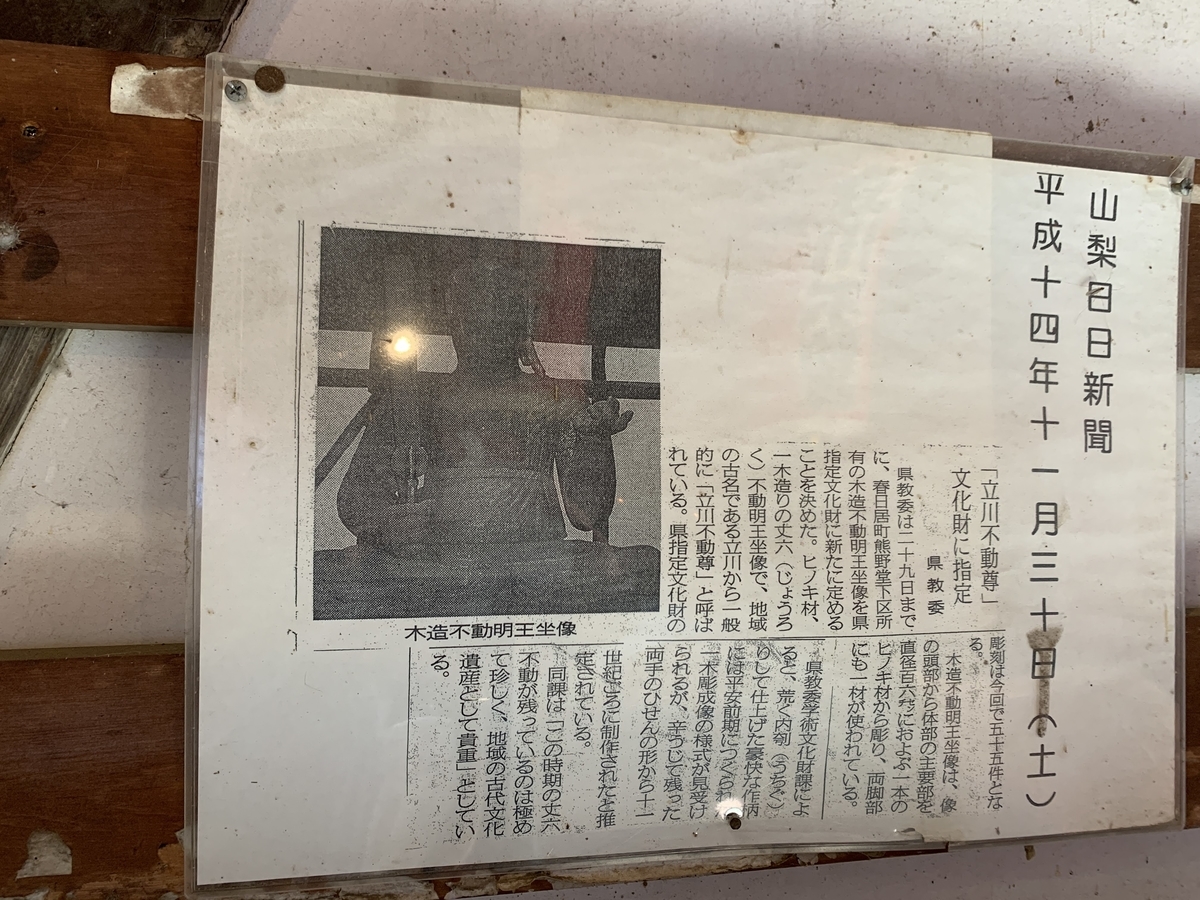 山梨日日新聞
平成十四年十一月三十日(土)
「立川不動尊」
文化財に指定
県教委
県教委は二十九日まで
に、春日居町熊野堂下区所
有の木造不動明王坐像を県
指定文化財に新たに定める
ことを決めた。ヒノキ材、
一木造りの丈六(じょうろ
く)不動明王坐像で、地域
の古名である立川から一般
的に「立川不動尊」と呼ば
れている。県指定文化財の
彫刻は今回で五十五件とな
る。
木造不動明王坐像は、像
の頭部から体部の主要部を
直径百六㌢におよぶ一本の
ヒノキ材から彫り、両脚部
にも一材が使われている。
県教委学術文化財課によ
ると、荒く内刳(うちぐ)
りして仕上げた豪快な作柄
には平安前期につくられた
一木彫成像の様式が見受け
られるが、辛うじて残った
両手のひせんの形から十一
世紀ごろに制作されたと推
定されている。
同課は「この時期の丈六
不動が残っているのは極め
て珍しく、地域の古代文化
遺産として貴重」としてい
る。
木造不動明王坐像